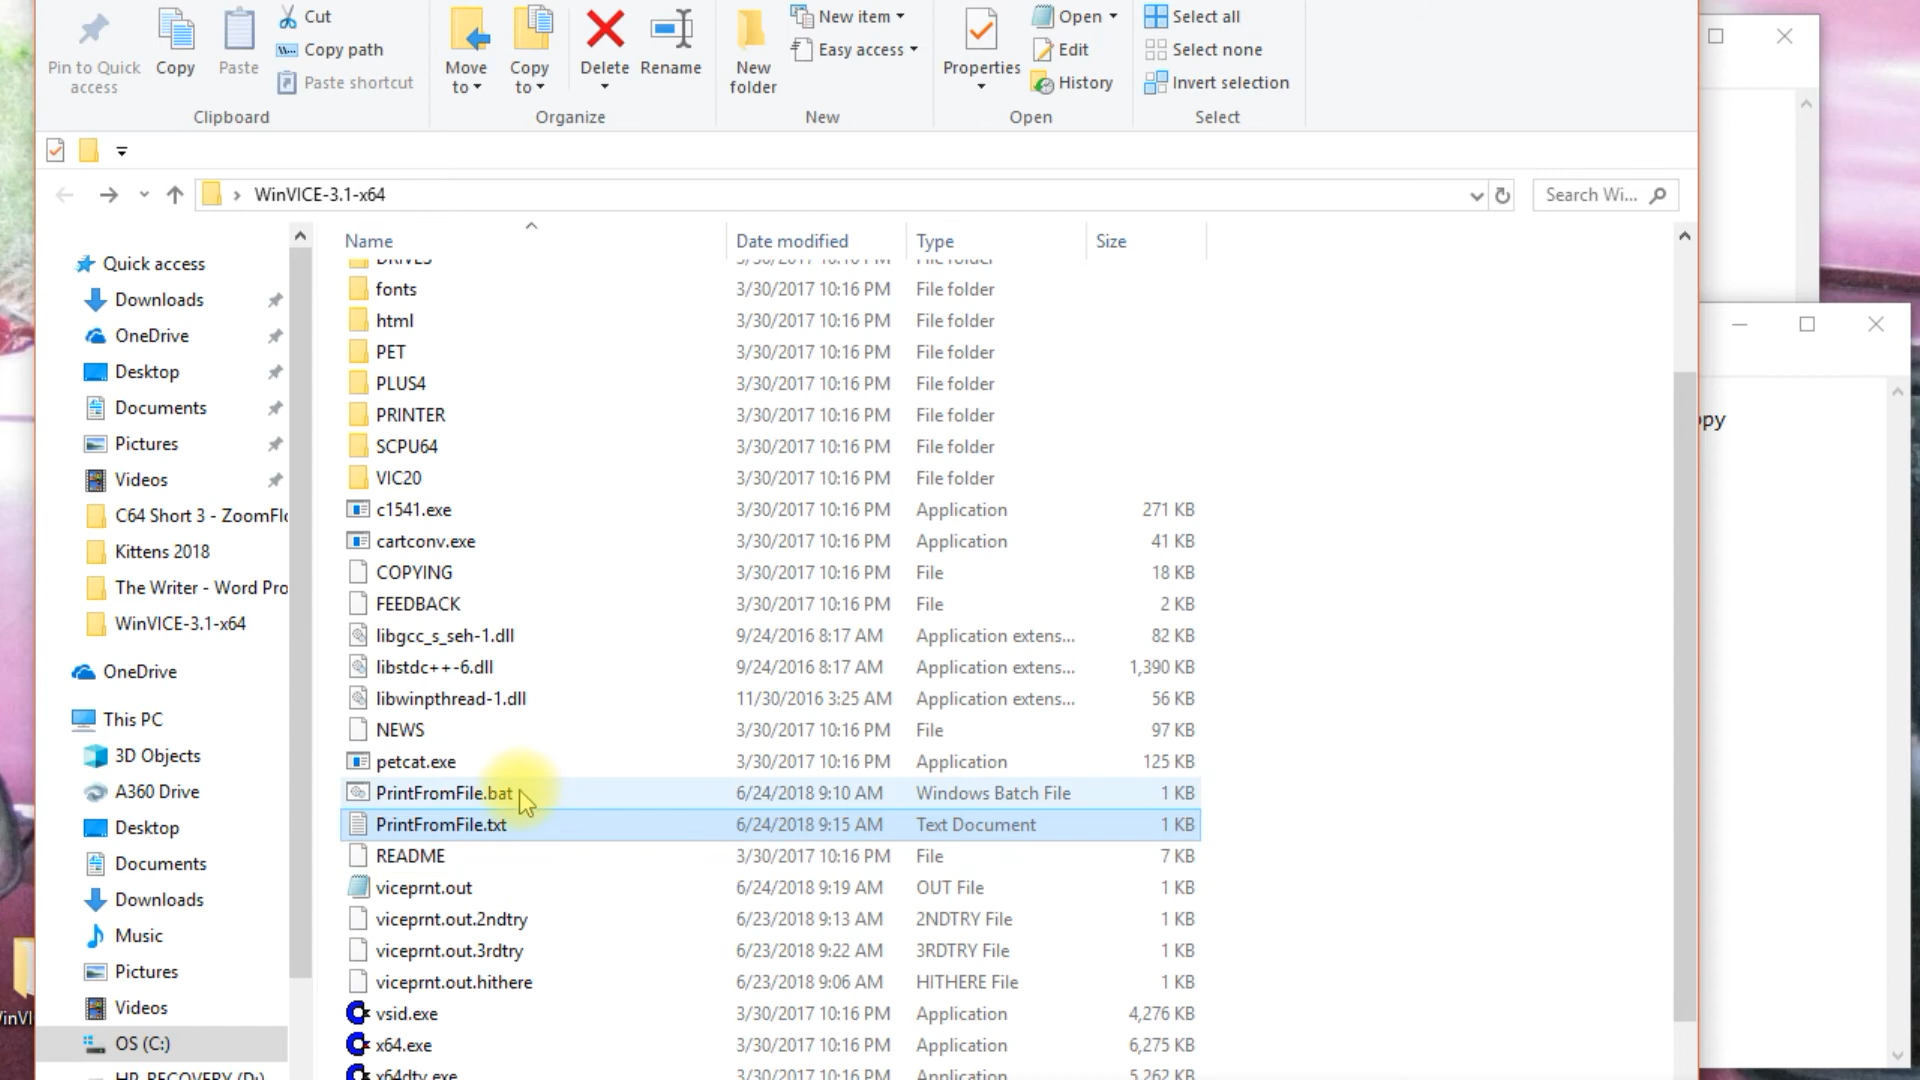 Cut New item Open Select all
Copy path Easy access Edit Select none
Pin to Quick access Copy Paste Paste shortcut Move to Copy to Delete Rename New folder Properties History Invert selection
Clipboard Organize New Open Select
WinVICE-3.1-x64 Search Wi...
Name Date modified Type Size
Quick access
Downloads
OneDrive
Desktop
Documents
Pictures
Videos
C64 Short 3 - ZoomFlo
Kittens 2018
The Writer - Word Pro
WinVICE-3.1-x64
OneDrive
This PC
3D Objects
A360 Drive
Desktop
Documents
Downloads
Music
Pictures
Videos
OS (C:)
HP_RECOVERY (D:)
DRIVES 3/30/2017 10:16 PM File folder
fonts 3/30/2017 10:16 PM File folder
html 3/30/2017 10:16 PM File folder
PET 3/30/2017 10:16 PM File folder
PLUS4 3/30/2017 10:16 PM File folder
PRINTER 3/30/2017 10:16 PM File folder
SCPU64 3/30/2017 10:16 PM File folder
VIC20 3/30/2017 10:16 PM File folder
c1541.exe 3/30/2017 10:16 PM Application 271 KB
cartconv.exe 3/30/2017 10:16 PM Application 41 KB
COPYING 3/30/2017 10:16 PM File 18 KB
FEEDBACK 3/30/2017 10:16 PM File 2 KB
libgcc_s_seh-1.dll 9/24/2016 8:17 AM Application extens... 82 KB
libstdc++-6.dll 9/24/2016 8:17 AM Application extens... 1,390 KB
libwinpthread-1.dll 11/30/2016 3:25 AM Application extens... 56 KB
NEWS 3/30/2017 10:16 PM File 97 KB
petcat.exe 3/30/2017 10:16 PM Application 125 KB
PrintFromFile.bat 6/24/2018 9:10 AM Windows Batch File 1 KB
PrintFromFile.txt 6/24/2018 9:15 AM Text Document 1 KB
README 3/30/2017 10:16 PM File 7 KB
viceprnt.out 6/24/2018 9:19 AM OUT File 1 KB
viceprnt.out.2ndtry 6/23/2018 9:13 AM 2NDTRY File 1 KB
viceprnt.out.3rdtry 6/23/2018 9:22 AM 3RDTRY File 1 KB
viceprnt.out.hithere 6/23/2018 9:06 AM HITHERE File 1 KB
vsid.exe 3/30/2017 10:16 PM Application 4,276 KB
x64.exe 3/30/2017 10:16 PM Application 6,275 KB
x64dtv.exe 3/30/2017 10:16 PM Application 5,262 KB